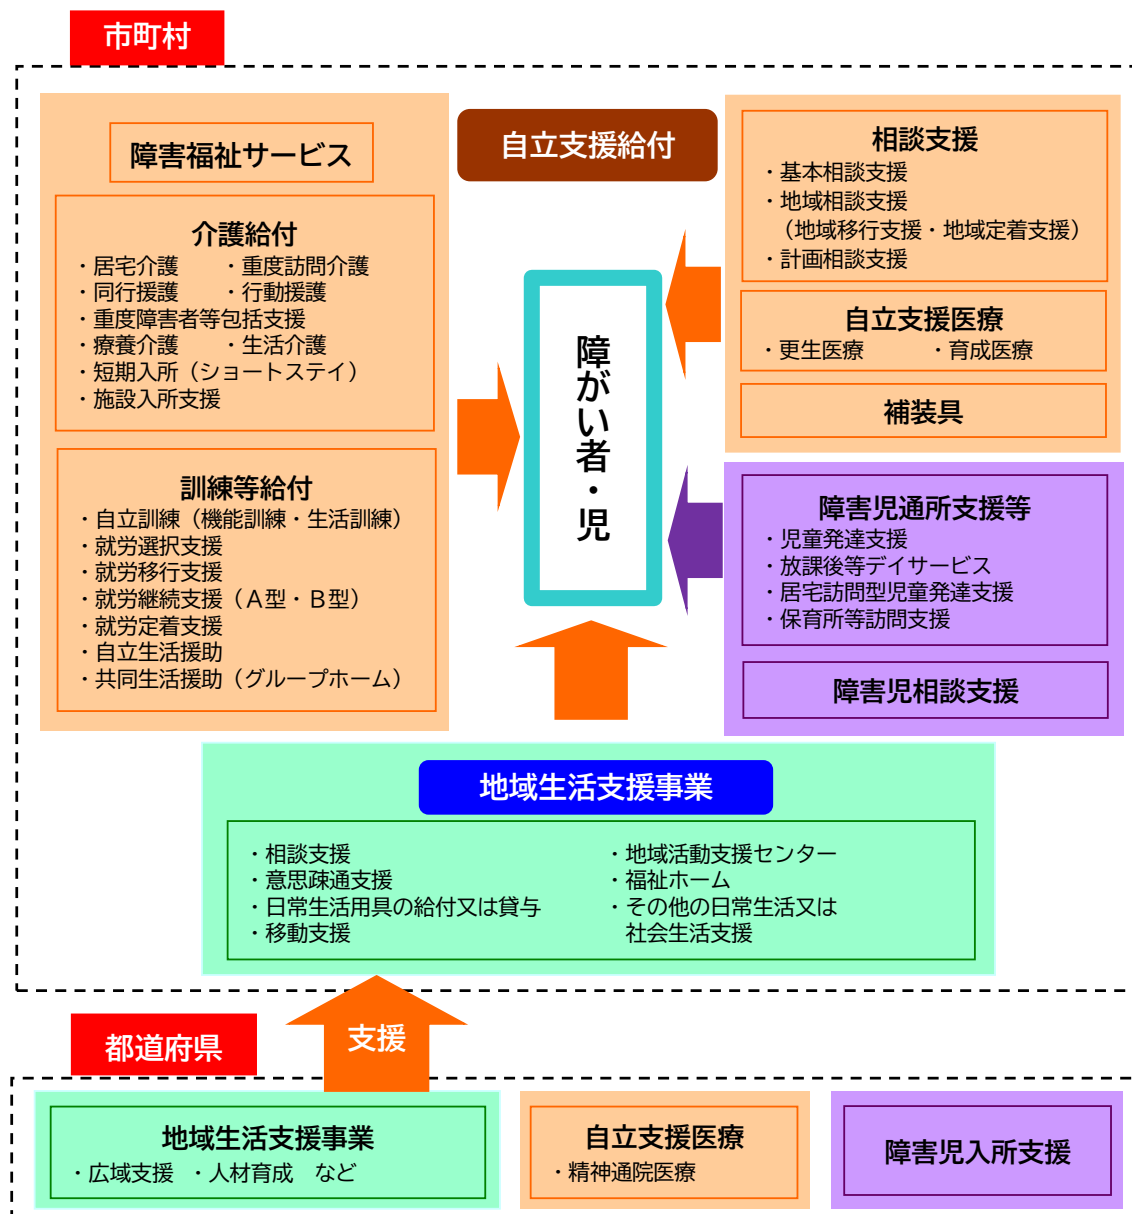 市町村
障害福祉サービス
介護給付
・居宅介護　　・重度訪問介護
・同行援護　　・行動援護
・重度障害者等包括支援
・療養介護　　・生活介護
・短期入所（ショートステイ）
・施設入所支援
訓練等給付
・自立訓練（機能訓練・生活訓練）
・就労選択支援
・就労移行支援
・就労継続支援（Ａ型・Ｂ型）
・就労定着支援
・自立生活援助
・共同生活援助（グループホーム）
自立支援給付
障がい者・児
相談支援
・基本相談支援
・地域相談支援
（地域移行支援・地域定着支援）
・計画相談支援
自立支援医療
・更生医療　　　・育成医療
補装具
障害児通所支援等
・児童発達支援
・放課後等デイサービス
・居宅訪問型児童発達支援
・保育所等訪問支援
障害児相談支援
地域生活支援事業
・相談支援
・意思疎通支援
・日常生活用具の給付又は貸与
・移動支援
・地域活動支援センター
・福祉ホーム
・その他の日常生活又は
社会生活支援
支援
都道府県
地域生活支援事業
・広域支援　・人材育成　など
自立支援医療
・精神通院医療
障害児入所支援